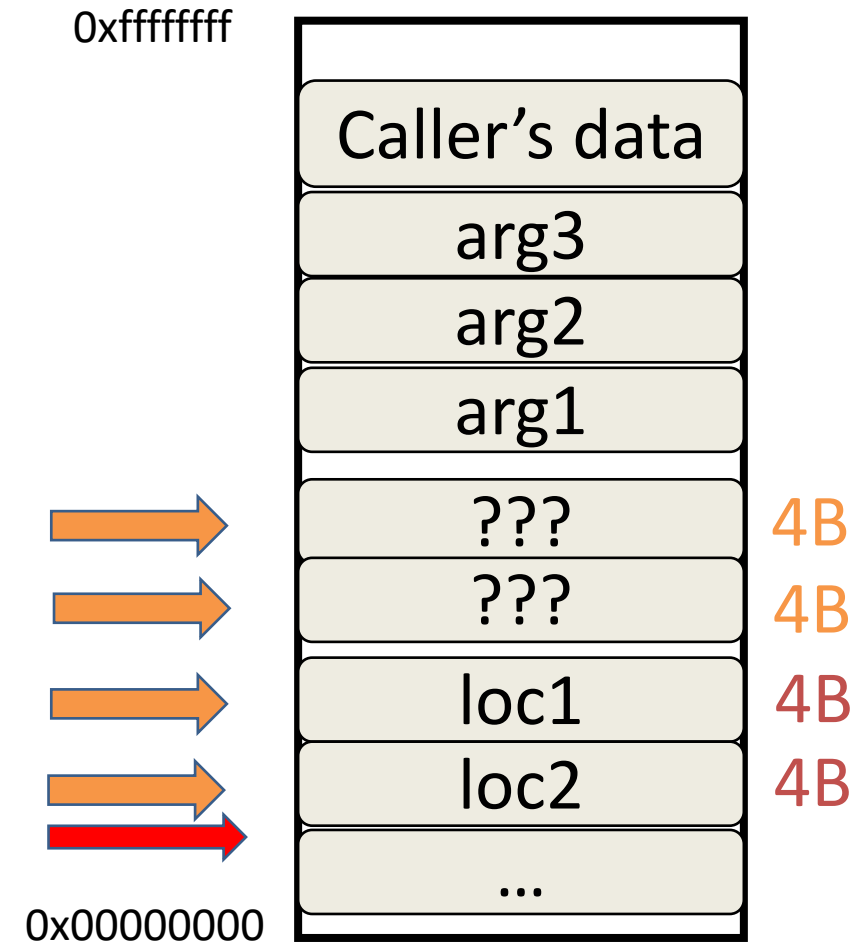 0xffffffff
Caller’s data
arg3
arg2
arg1
??? 4B
??? 4B
loc1 4B
loc2 4B
...
0x00000000